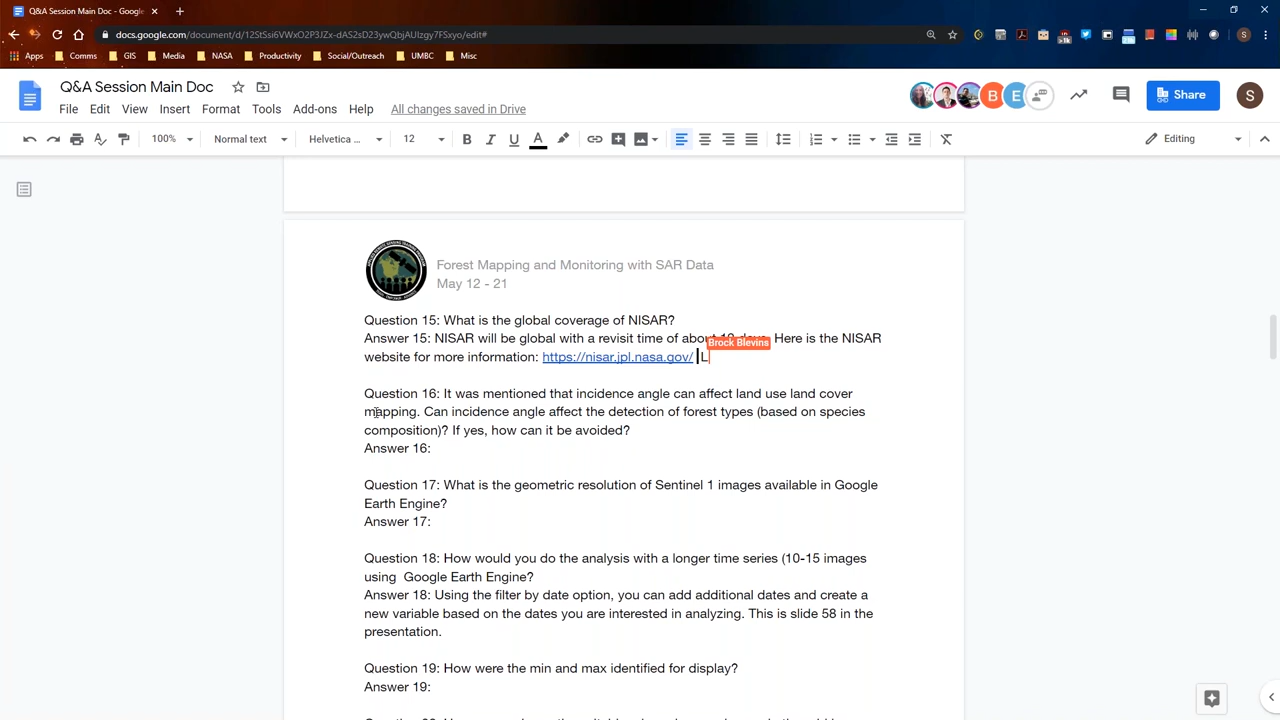 Q&A Session Main Doc - Google
docs.google.com/document/d/12StSsi6VWxO2P3JZx-dAS2sD23ywQbjAUIzgy7FSxyo/edit#
Apps Comms GIS Media NASA Productivity Social/Outreach UMBC Misc
Q&A Session Main Doc
File Edit View Insert Format Tools Add-ons Help All changes saved in Drive
B E Share S
100% Normal text Helvetica ... 12 B I U A Editing
Forest Mapping and Monitoring with SAR Data
May 12 - 21
Question 15: What is the global coverage of NISAR?
Answer 15: NISAR will be global with a revisit time of about days. Here is the NISAR
Brock Blevins
website for more information: https://nisar.jpl.nasa.gov/ L
Question 16: It was mentioned that incidence angle can affect land use land cover
mapping. Can incidence angle affect the detection of forest types (based on species
composition)? If yes, how can it be avoided?
Answer 16:
Question 17: What is the geometric resolution of Sentinel 1 images available in Google
Earth Engine?
Answer 17:
Question 18: How would you do the analysis with a longer time series (10-15 images
using Google Earth Engine?
Answer 18: Using the filter by date option, you can add additional dates and create a
new variable based on the dates you are interested in analyzing. This is slide 58 in the
presentation.
Question 19: How were the min and max identified for display?
Answer 19: